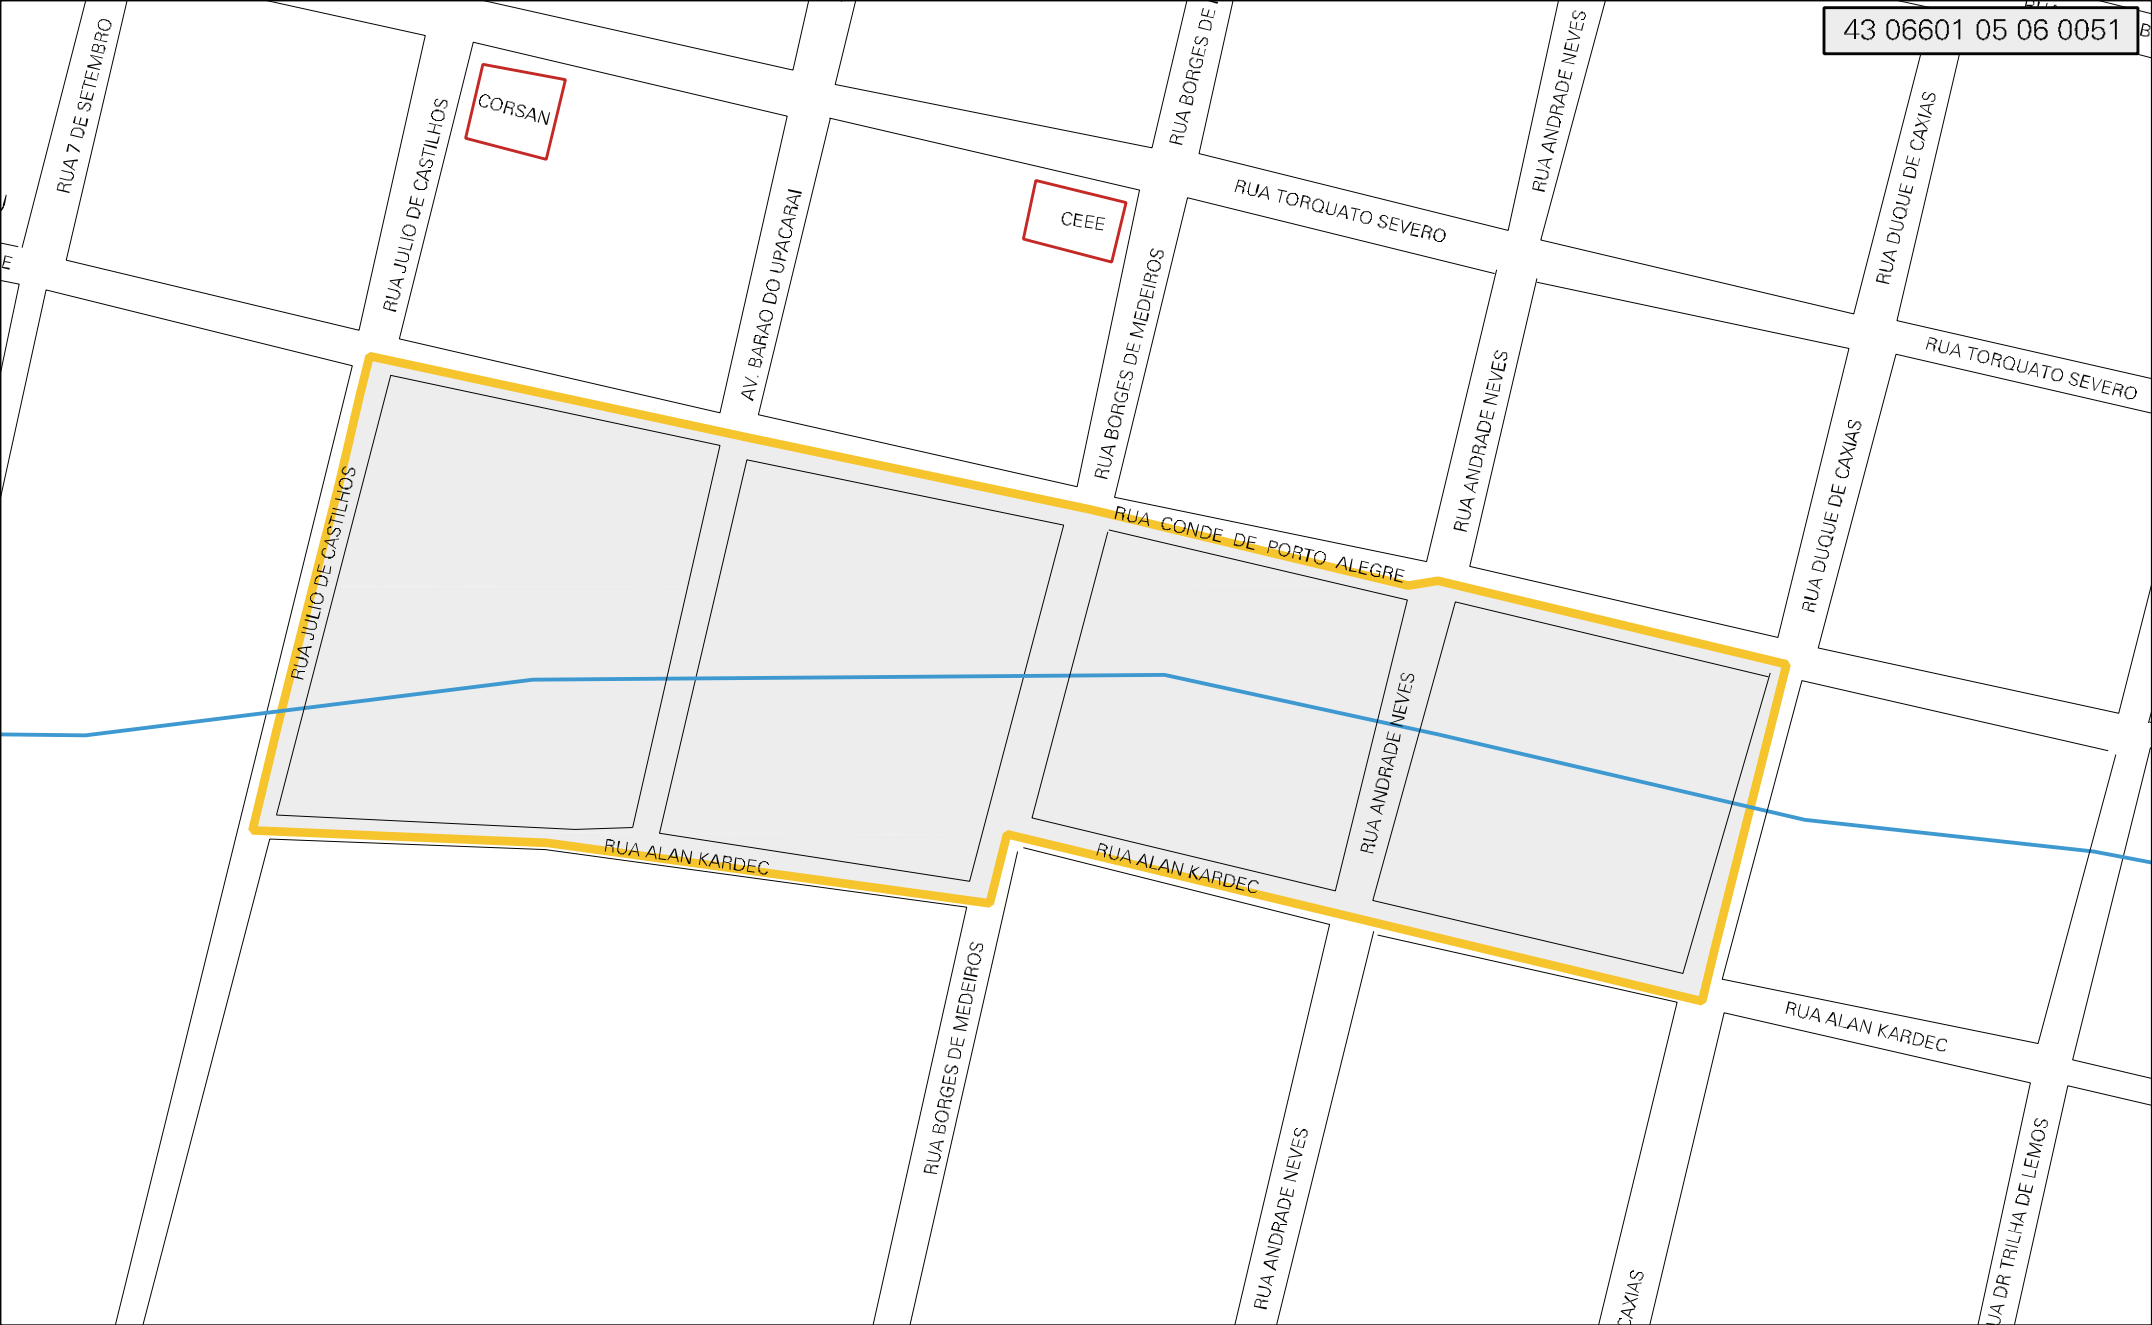 43 06601 05 06 0051
RUA 7 DE SETEMBRO
RUA JULIO DE CASTILHOS
CORSAN
AV. BARAO DO UPACARAI
CEEE
RUA BORGES DE
RUA BORGES DE MEDEIROS
RUA TORQUATO SEVERO
RUA ANDRADE NEVES
RUA ANDRADE NEVES
RUA DUQUE DE CAXIAS
RUA TORQUATO SEVERO
RUA DUQUE DE CAXIAS
RUA JULIO DE CASTILHOS
RUA CONDE DE PORTO ALEGRE
RUA ANDRADE NEVES
RUA ALAN KARDEC
RUA ALAN KARDEC
RUA ALAN KARDEC
RUA BORGES DE MEDEIROS
RUA ANDRADE NEVES
CAXIAS
UA DR TRILHA DE LEMOS